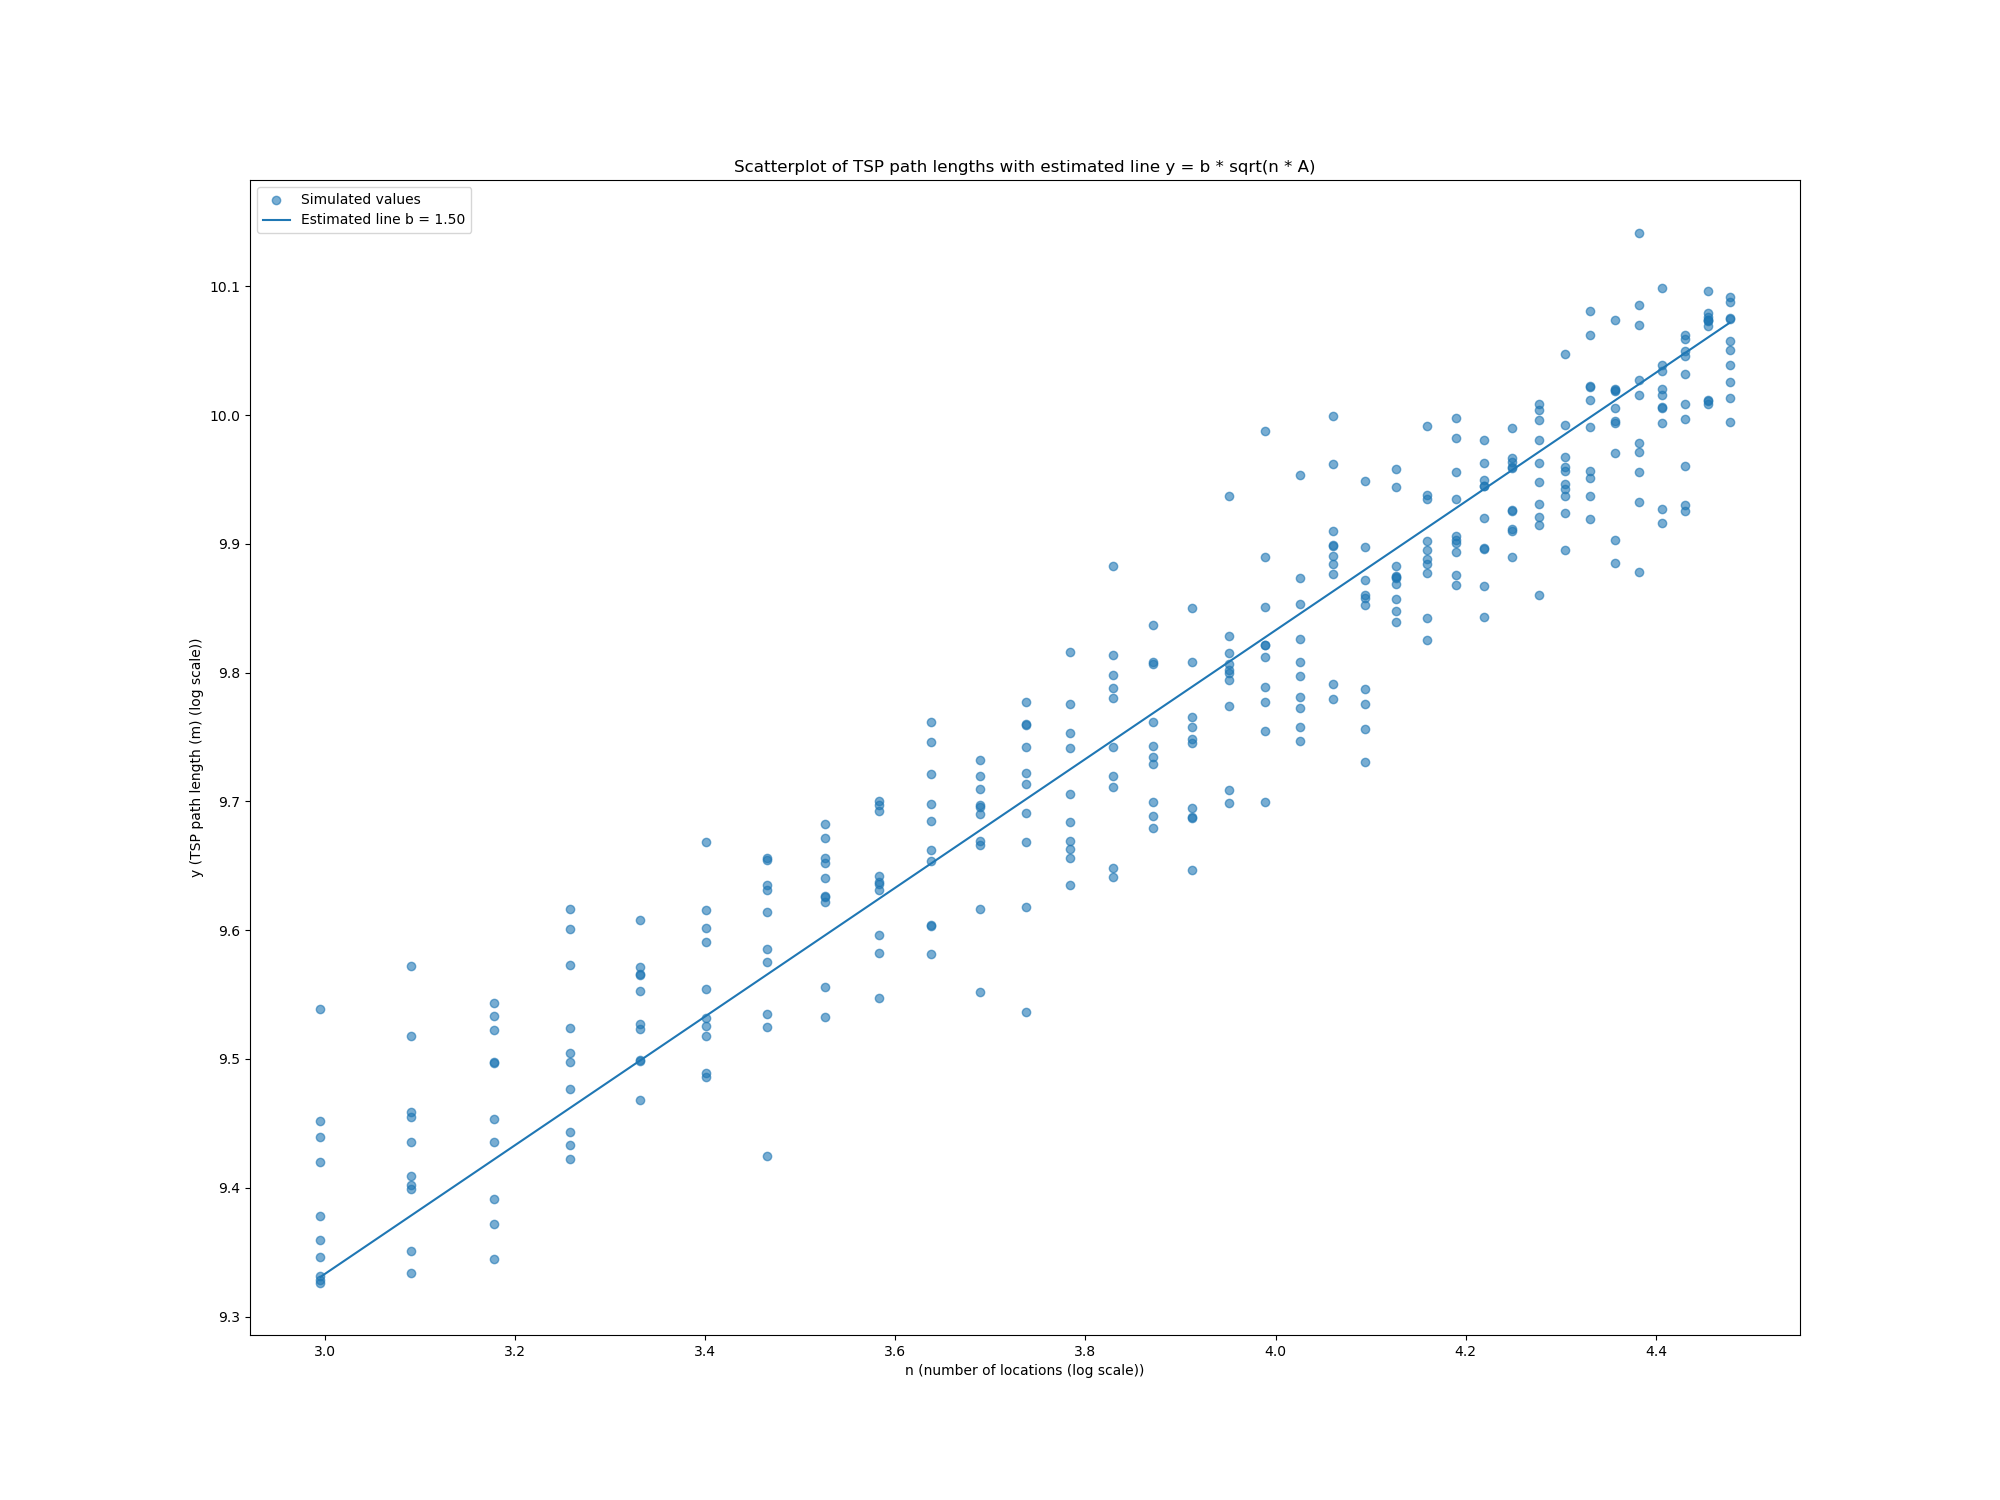 Scatterplot of TSP path lengths with estimated line y = b * sqrt(n * A)
Simulated values
Estimated line b = 1.50
10.1
10.0
9.9
9.8
9.7
9.6
9.5
9.4
9.3
y (TSP path length (m) (log scale))
3.0 3.2 3.4 3.6 3.8 4.0 4.2 4.4
n (number of locations (log scale))